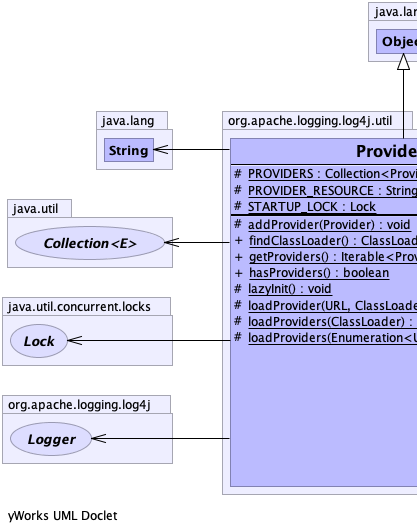 java.lan
Objec
java.lang
String
org.apache.logging.log4j.util
Provide
# PROVIDERS : Collection<Provi
# PROVIDER_RESOURCE : String
# STARTUP_LOCK : Lock
# addProvider(Provider) : void
+ findClassLoader() : ClassLoad
+ getProviders() : Iterable<Prov
+ hasProviders() : boolean
# lazyInit() : void
# loadProvider(URL, ClassLoade
# loadProviders(ClassLoader) :
# loadProviders(Enumeration<U
java.util
Collection<E>
java.util.concurrent.locks
Lock
org.apache.logging.log4j
Logger
yWorks UML Doclet